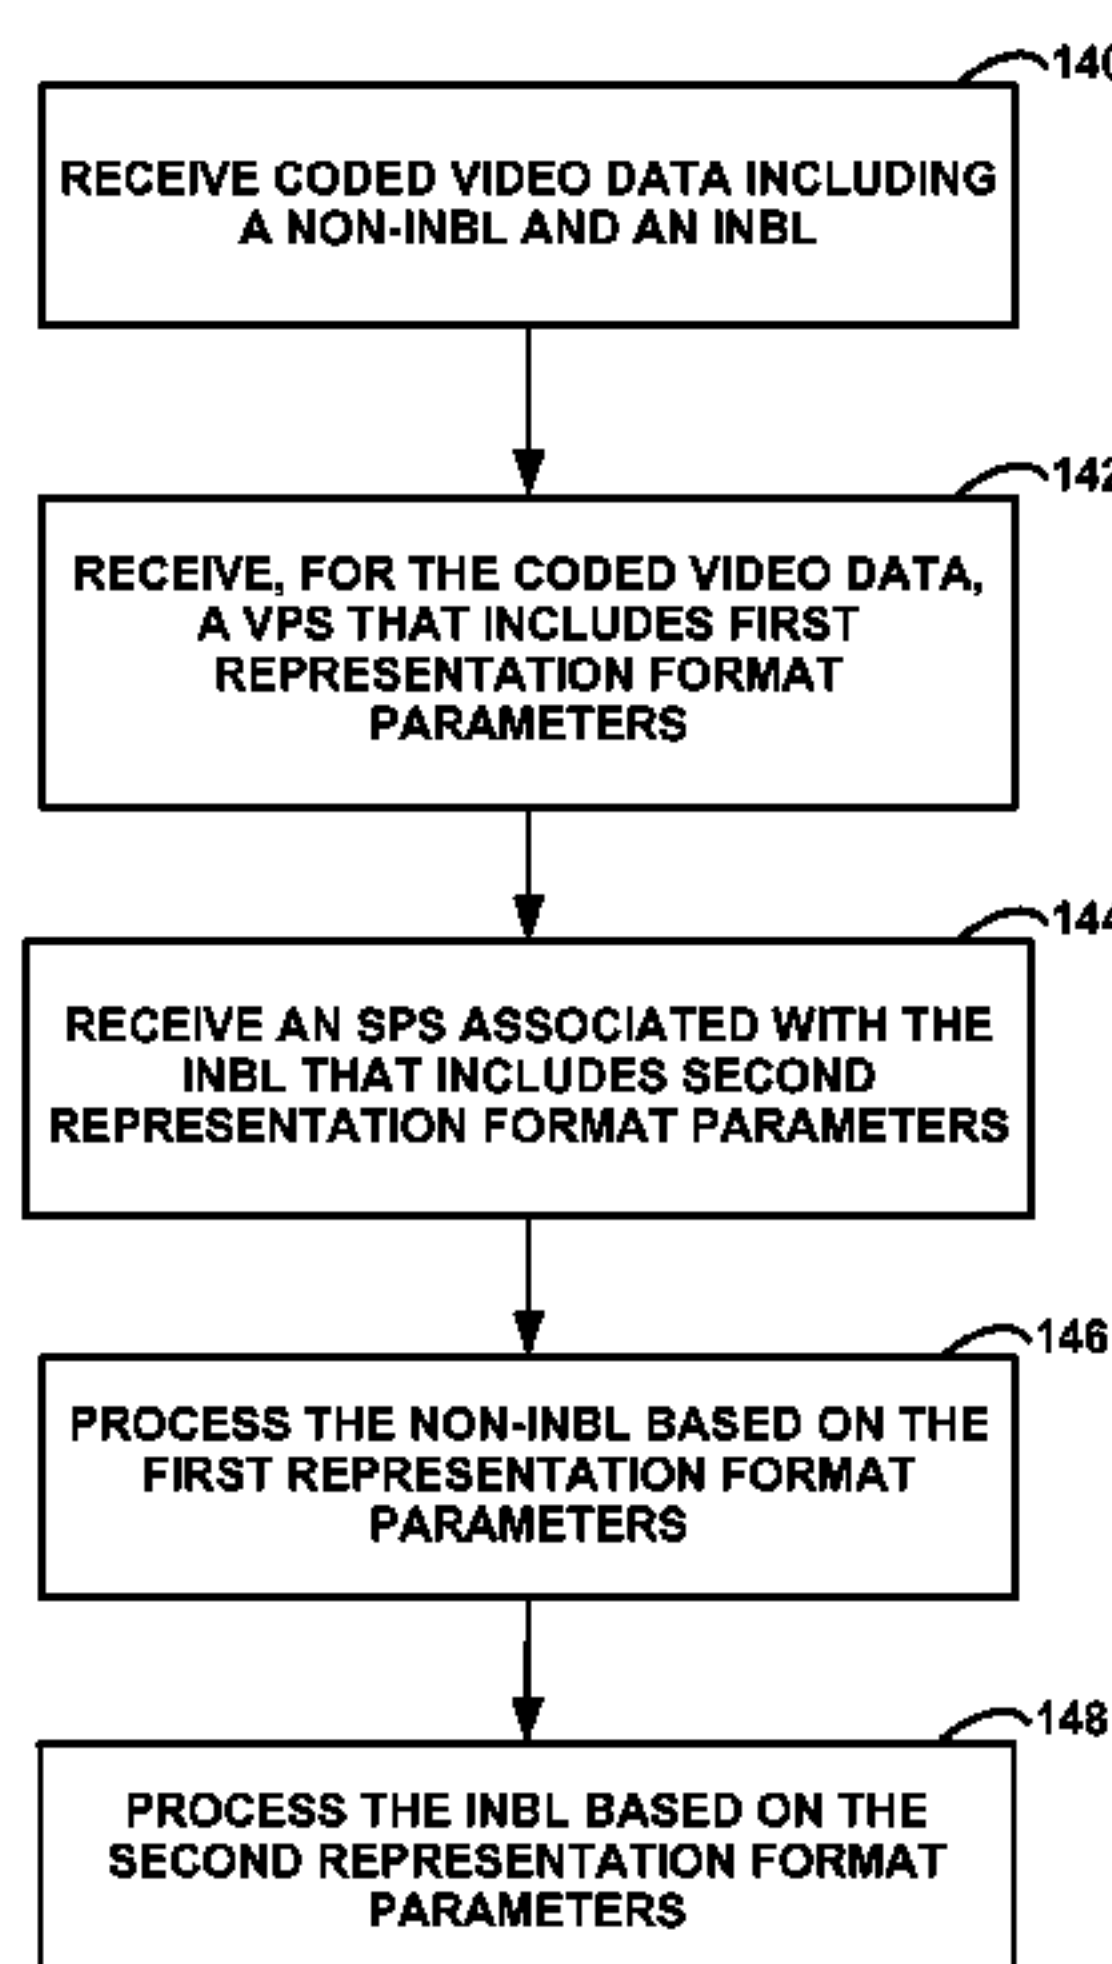 140
RECEIVE CODED VIDEO DATA INCLUDING
A NON-INBL AND AN INBL
142
RECEIVE, FOR THE CODED VIDEO DATA,
A VPS THAT INCLUDES FIRST
REPRESENTATION FORMAT
PARAMETERS
144
RECEIVE AN SPS ASSOCIATED WITH THE
INBL THAT INCLUDES SECOND
REPRESENTATION FORMAT PARAMETERS
146
PROCESS THE NON-INBL BASED ON THE
FIRST REPRESENTATION FORMAT
PARAMETERS
148
PROCESS THE INBL BASED ON THE
SECOND REPRESENTATION FORMAT
PARAMETERS